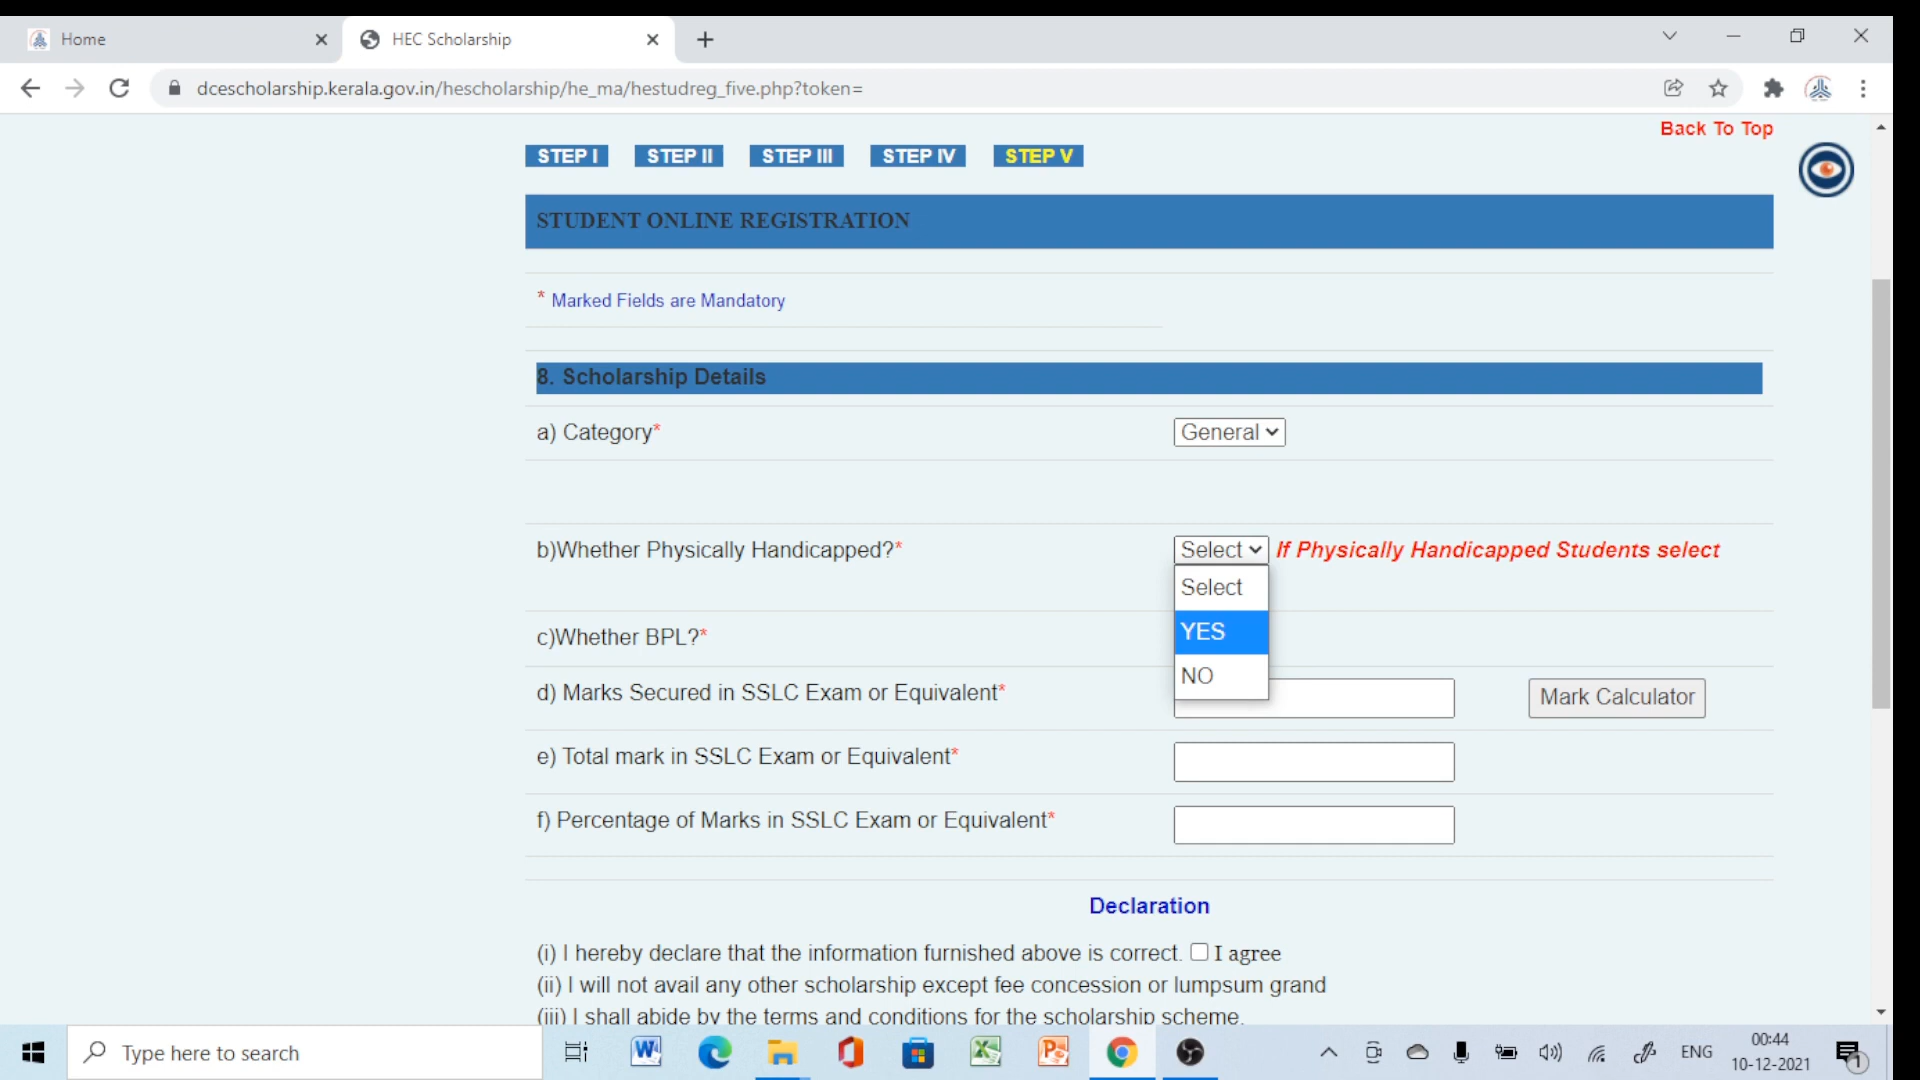 Home
HEC Scholarship
dcescholarship.kerala.gov.in/hescholarship/he_ma/hestudreg_five.php?token=
Back To Top
STEP I STEP II STEP III STEP IV STEP V
STUDENT ONLINE REGISTRATION
* Marked Fields are Mandatory
8. Scholarship Details
a) Category* General
b)Whether Physically Handicapped?* Select If Physically Handicapped Students select
Select
YES
c)Whether BPL?*
NO
d) Marks Secured in SSLC Exam or Equivalent* Mark Calculator
e) Total mark in SSLC Exam or Equivalent*
f) Percentage of Marks in SSLC Exam or Equivalent*
Declaration
(i) I hereby declare that the information furnished above is correct. I agree
(ii) I will not avail any other scholarship except fee concession or lumpsum grand
(iii) I shall abide by the terms and conditions for the scholarship scheme.
Type here to search
ENG
00:44
10-12-2021
1